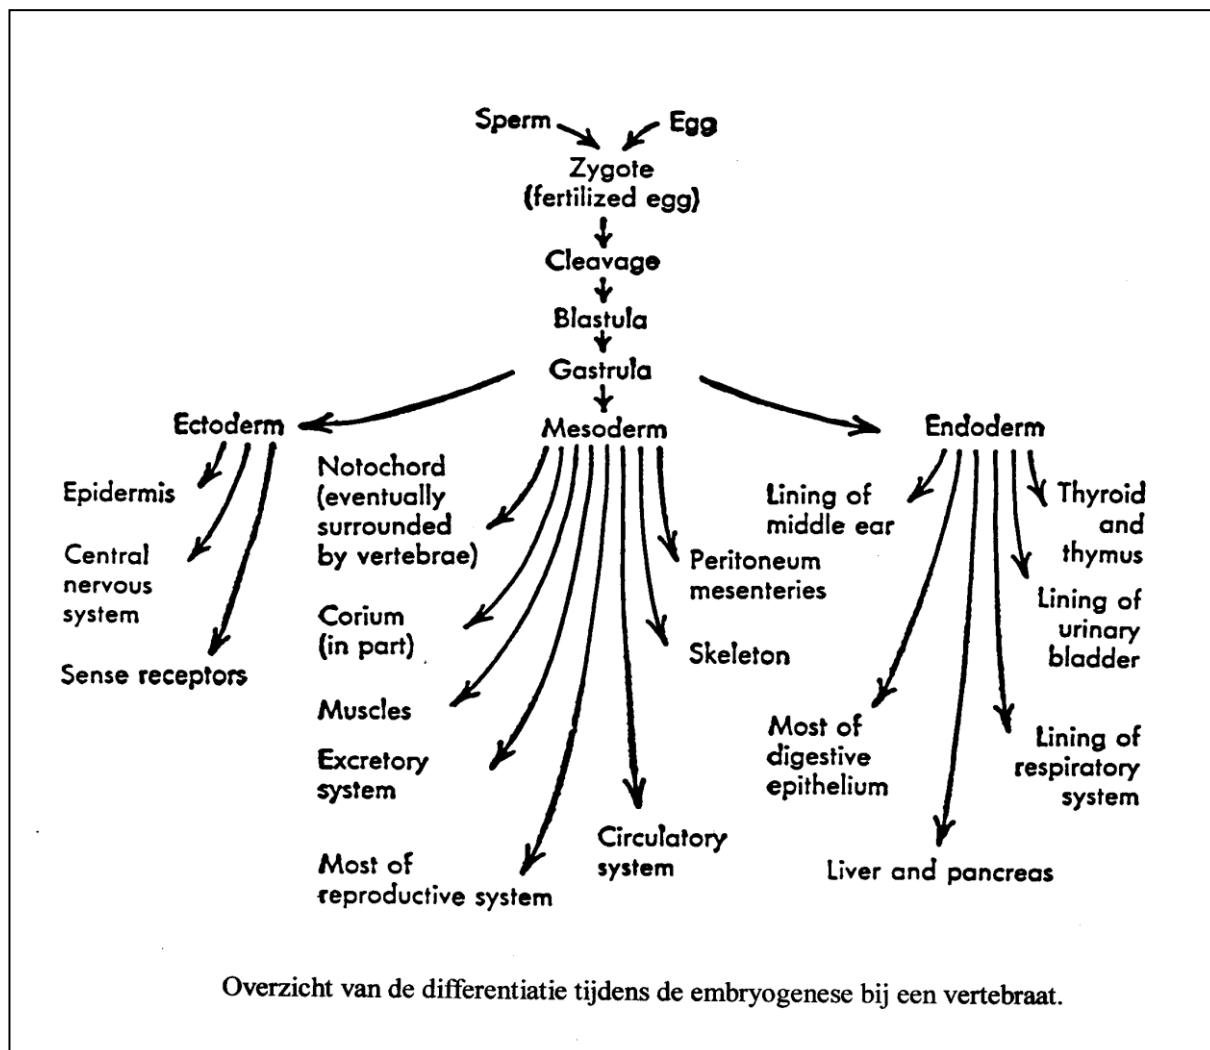 Sperm
Egg
Zygote
(fertilized egg)
Cleavage
Blastula
Gastrula
Ectoderm
Mesoderm
Endoderm
Epidermis
Central
nervous
system
Sense receptors
Notochord
(eventually
surrounded
by vertebrae)
Corium
(in part)
Muscles
Excretory
system
Most of
reproductive system
Circulatory
system
Skeleton
Peritoneum
mesenteries
Lining of
middle ear
Most of
digestive
epithelium
Liver and pancreas
Lining of
respiratory
system
Lining of
urinary
bladder
Thyroid
and
thymus
Overzicht van de differentiatie tijdens de embryogenese bij een vertebraat.